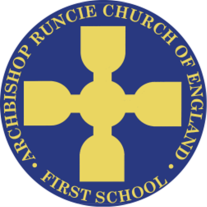 • ARCHBISHOP RUNCIE CHURCH OF ENGLAND •
FIRST SCHOOL